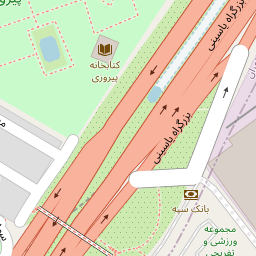 کتابخانه
پیروزی
بزرگراه یاسینی
بزرگراه یاسینی
بانک سپه
مجموعه
ورزشی و
تفریحی